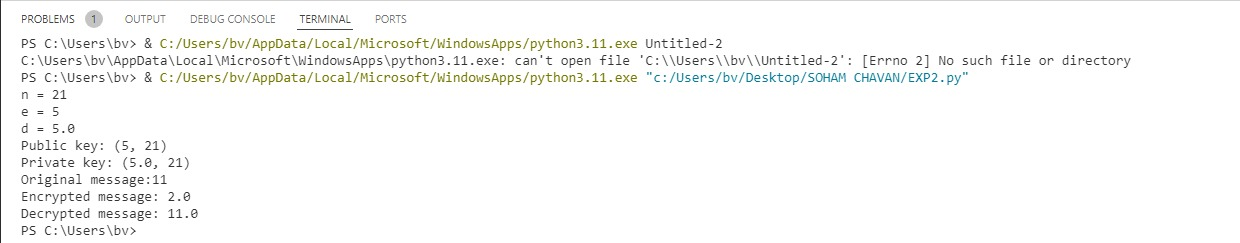 PROBLEMS 1 OUTPUT DEBUG CONSOLE TERMINAL PORTS
PS C:\Users\bv> & C:/Users/bv/AppData/Local/Microsoft/WindowsApps/python3.11.exe Untitled-2
C:\Users\bv\AppData\Local\Microsoft\WindowsApps\python3.11.exe: can't open file 'C:\\Users\\bv\\Untitled-2': [Errno 2] No such file or directory
PS C:\Users\bv> & C:/Users/bv/AppData/Local/Microsoft/WindowsApps/python3.11.exe "c:/Users/bv/Desktop/SOHAM CHAVAN/EXP2.py"
n = 21
e = 5
d = 5.0
Public key: (5, 21)
Private key: (5.0, 21)
Original message:11
Encrypted message: 2.0
Decrypted message: 11.0
PS C:\Users\bv>